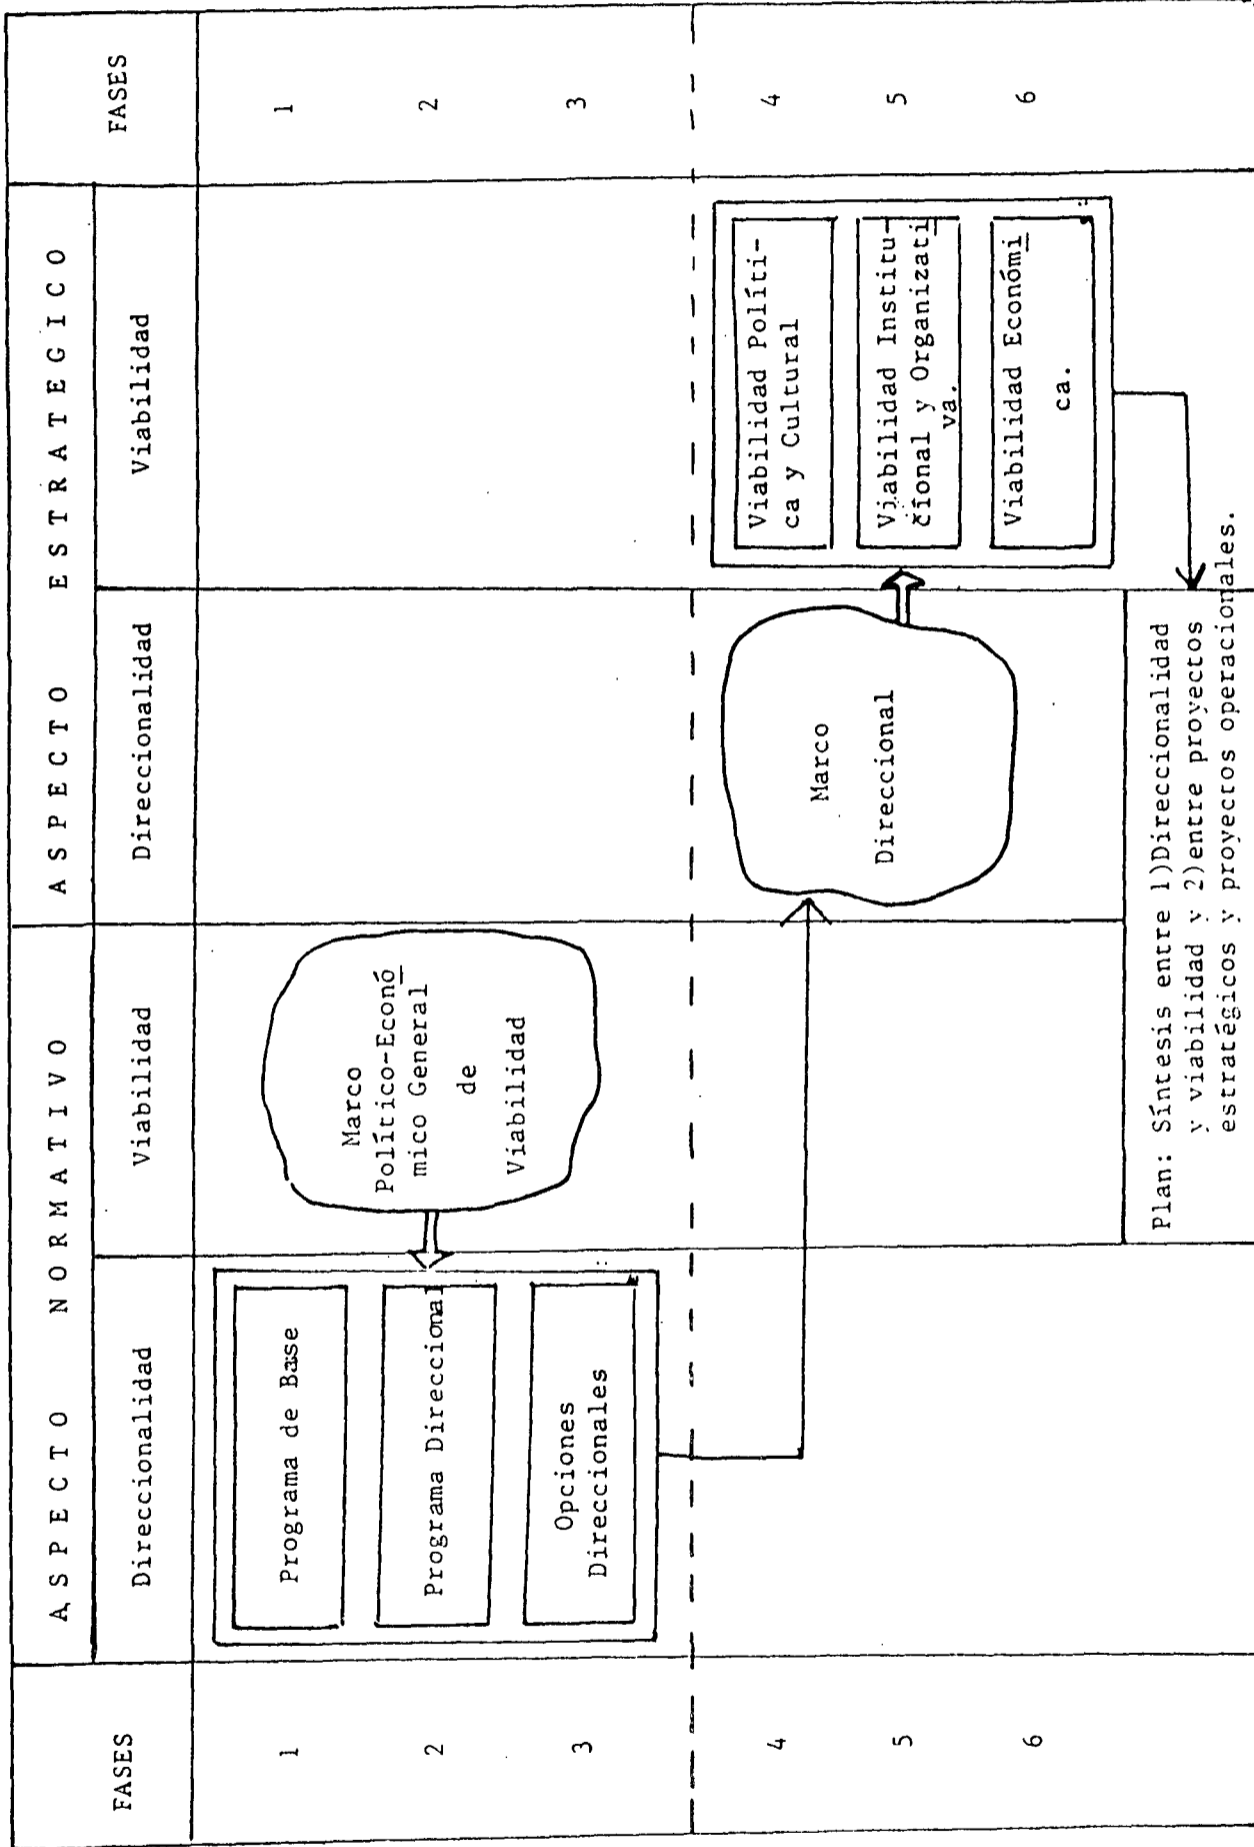 FASES
ASPECTO NORMATIVO
ASPECTO ESTRATEGICO
FASES
Direccionalidad
Viabilidad
Direccionalidad
Viabilidad
1
Programa de Base
Marco
Político-Econó
mico General
de
Viabilidad
1
2
Programa Direccional
2
3
Opciones
Direccionales
3
4
Marco
Direccional
Viabilidad Políti-
ca y Cultural
4
5
Viabilidad Institu-
cional y Organizati
va.
5
6
Viabilidad Económi
ca.
6
Plan: Síntesis entre 1)Direccionalidad
y viabilidad y 2)entre proyectos
estratégicos y proyectos operacionales.